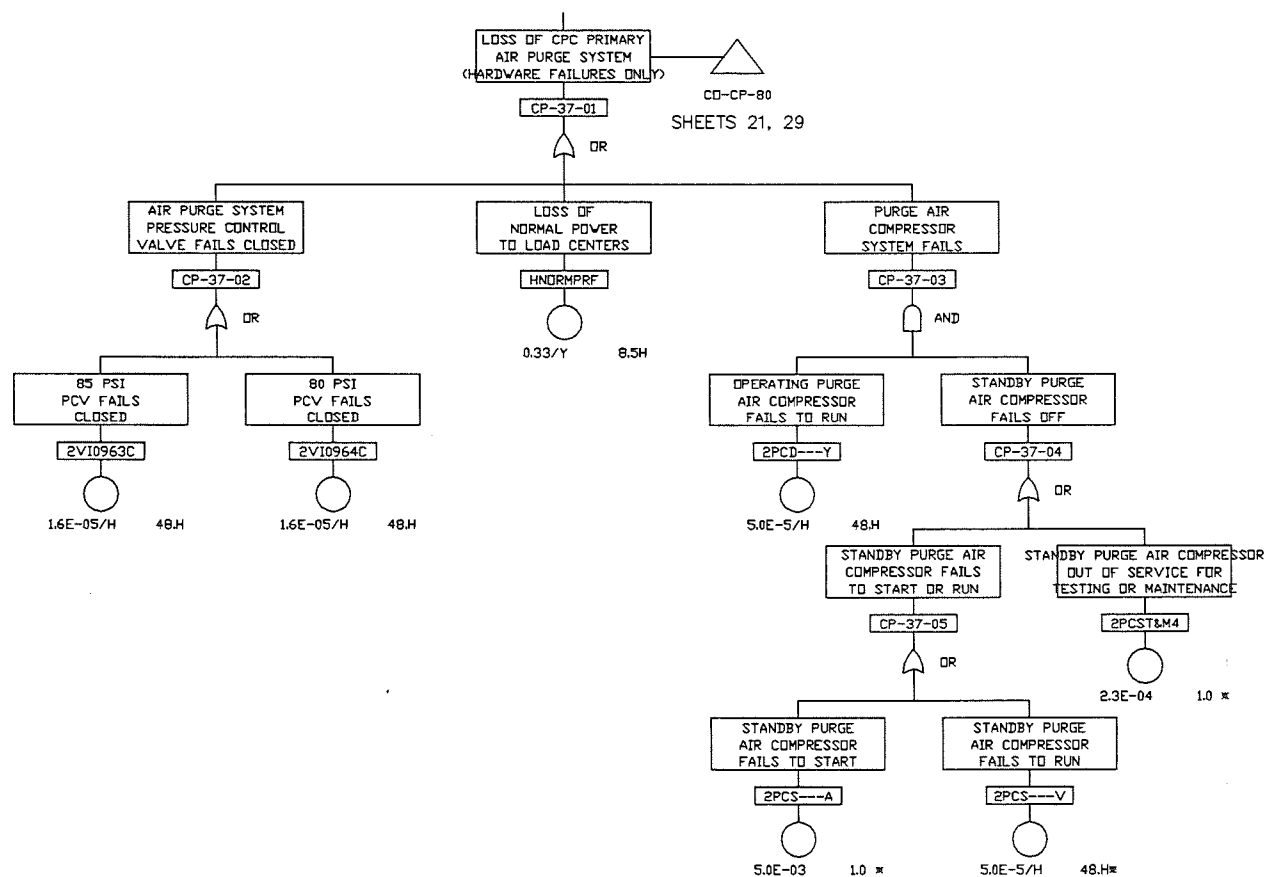 LOSS OF CPC PRIMARY
AIR PURGE SYSTEM
(HARDWARE FAILURES ONLY)
CD-CP-80
CP-37-01
SHEETS 21, 29
OR
AIR PURGE SYSTEM
PRESSURE CONTROL
VALVE FAILS CLOSED
LOSS OF
NORMAL POWER
TO LOAD CENTERS
PURGE AIR
COMPRESSOR
SYSTEM FAILS
CP-37-02
HNORMPRF
CP-37-03
OR
AND
0.33/Y 8.5H
85 PSI
PCV FAILS
CLOSED
80 PSI
PCV FAILS
CLOSED
OPERATING PURGE
AIR COMPRESSOR
FAILS TO RUN
STANDBY PURGE
AIR COMPRESSOR
FAILS OFF
2VI0963C
2VI0964C
2PCD---Y
CP-37-04
OR
1.6E-05/H 48.H
1.6E-05/H 48.H
5.0E-5/H 48.H
STANDBY PURGE AIR
COMPRESSOR FAILS
TO START OR RUN
STANDBY PURGE AIR COMPRESSOR
OUT OF SERVICE FOR
TESTING OR MAINTENANCE
CP-37-05
2PCST&M4
OR
2.3E-04 1.0 *
STANDBY PURGE
AIR COMPRESSOR
FAILS TO START
STANDBY PURGE
AIR COMPRESSOR
FAILS TO RUN
2PCS---A
2PCS---V
5.0E-03 1.0 *
5.0E-5/H 48.H*